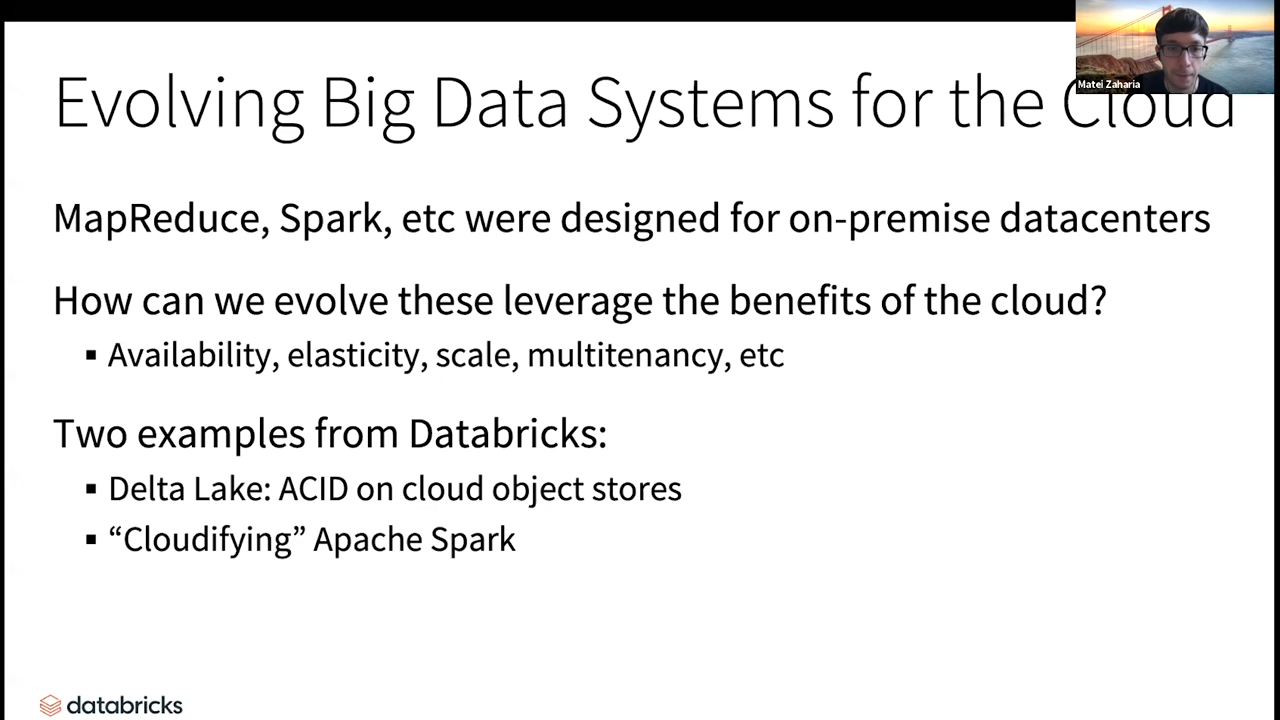 Evolving Big Data Systems for the Cloud
Matei Zaharia
MapReduce, Spark, etc were designed for on-premise datacenters
How can we evolve these leverage the benefits of the cloud?
▪ Availability, elasticity, scale, multitenancy, etc
Two examples from Databricks:
▪ Delta Lake: ACID on cloud object stores
▪ “Cloudifying” Apache Spark
databricks